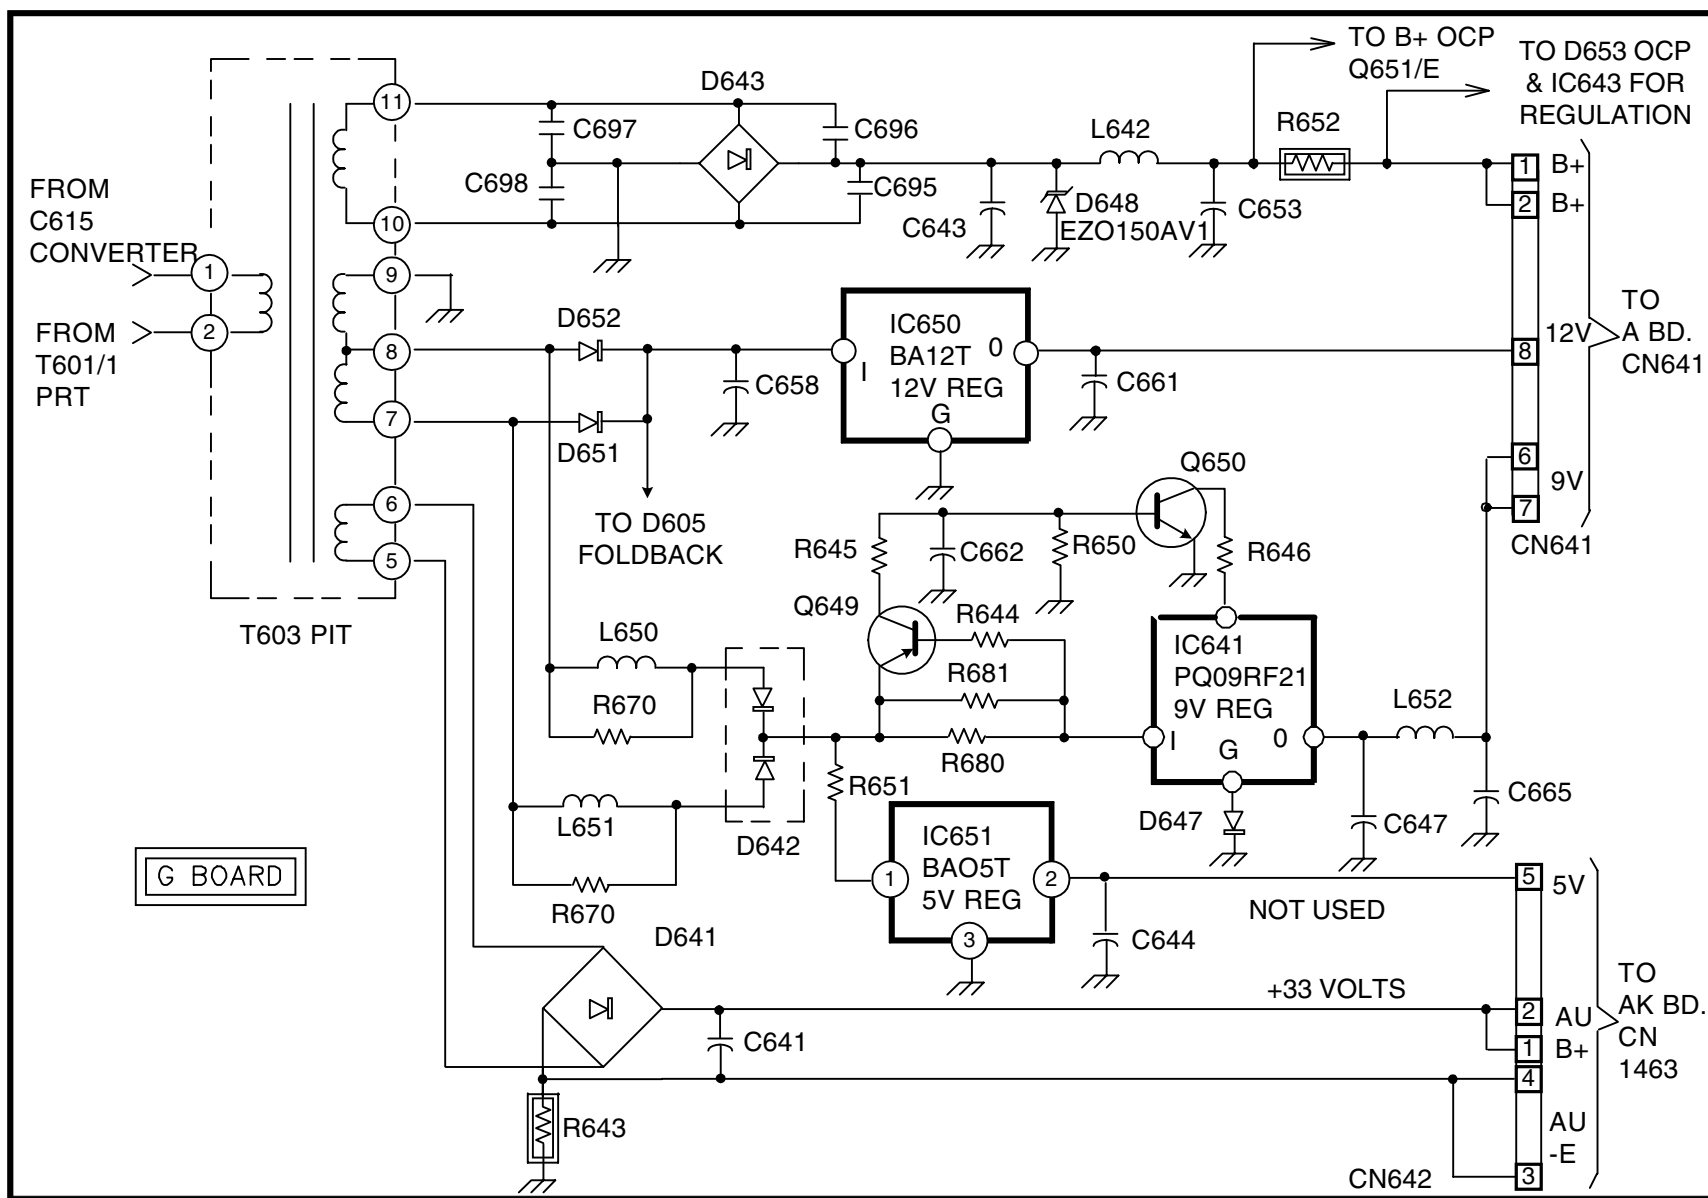 TO B+ OCP
Q651/E
TO D653 OCP
& IC643 FOR
REGULATION
D643
11
C697
C696
L642
R652
1
B+
C698
C695
2
B+
C643
D648
EZO150AV1
C653
10
FROM
C615
CONVERTER
1
9
FROM
T601/1
PRT
2
8
7
6
5
T603 PIT
D652
D651
C658
TO D605
FOLDBACK
IC650
BA12T
12V REG
I
0
G
C661
12V
8
TO
A BD.
CN641
6
9V
7
CN641
Q650
R645
C662
R650
R646
Q649
R644
R681
R680
IC641
PQ09RF21
9V REG
I
G
0
L652
L650
R670
R651
D647
C647
C665
L651
D642
R670
IC651
BAO5T
5V REG
1
2
3
C644
NOT USED
5
5V
G BOARD
D641
+33 VOLTS
C641
2
AU
1
B+
4
TO
AK BD.
CN
1463
R643
AU
-E
3
CN642